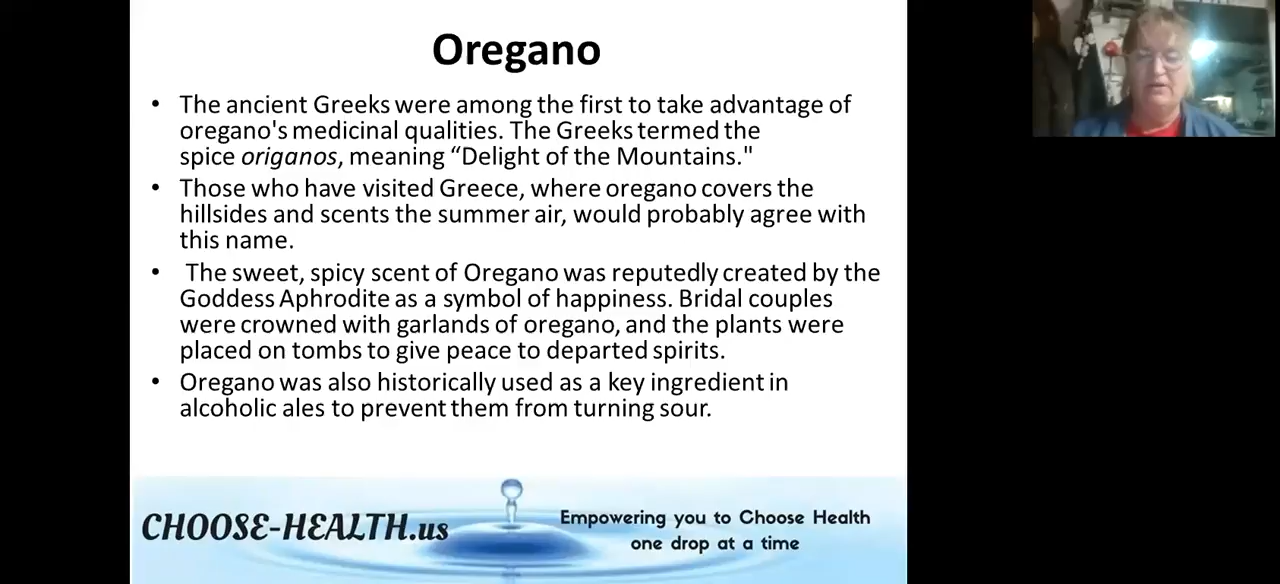 Oregano
• The ancient Greeks were among the first to take advantage of
oregano's medicinal qualities. The Greeks termed the
spice origanos, meaning “Delight of the Mountains."
• Those who have visited Greece, where oregano covers the
hillsides and scents the summer air, would probably agree with
this name.
• The sweet, spicy scent of Oregano was reputedly created by the
Goddess Aphrodite as a symbol of happiness. Bridal couples
were crowned with garlands of oregano, and the plants were
placed on tombs to give peace to departed spirits.
• Oregano was also historically used as a key ingredient in
alcoholic ales to prevent them from turning sour.
CHOOSE-HEALTH.us
Empowering you to Choose Health
one drop at a time